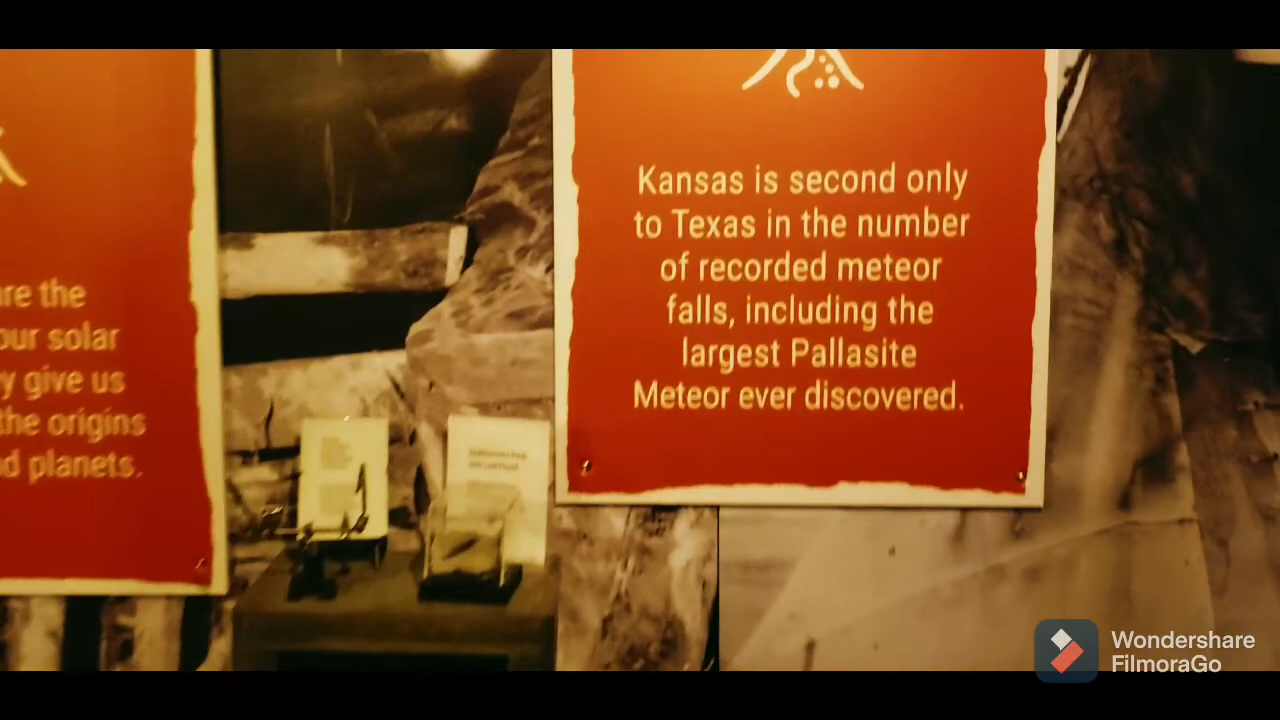 are the
our solar
y give us
the origins
d planets.
Kansas is second only
to Texas in the number
of recorded meteor
falls, including the
largest Pallasite
Meteor ever discovered.
Wondershare
FilmoraGo